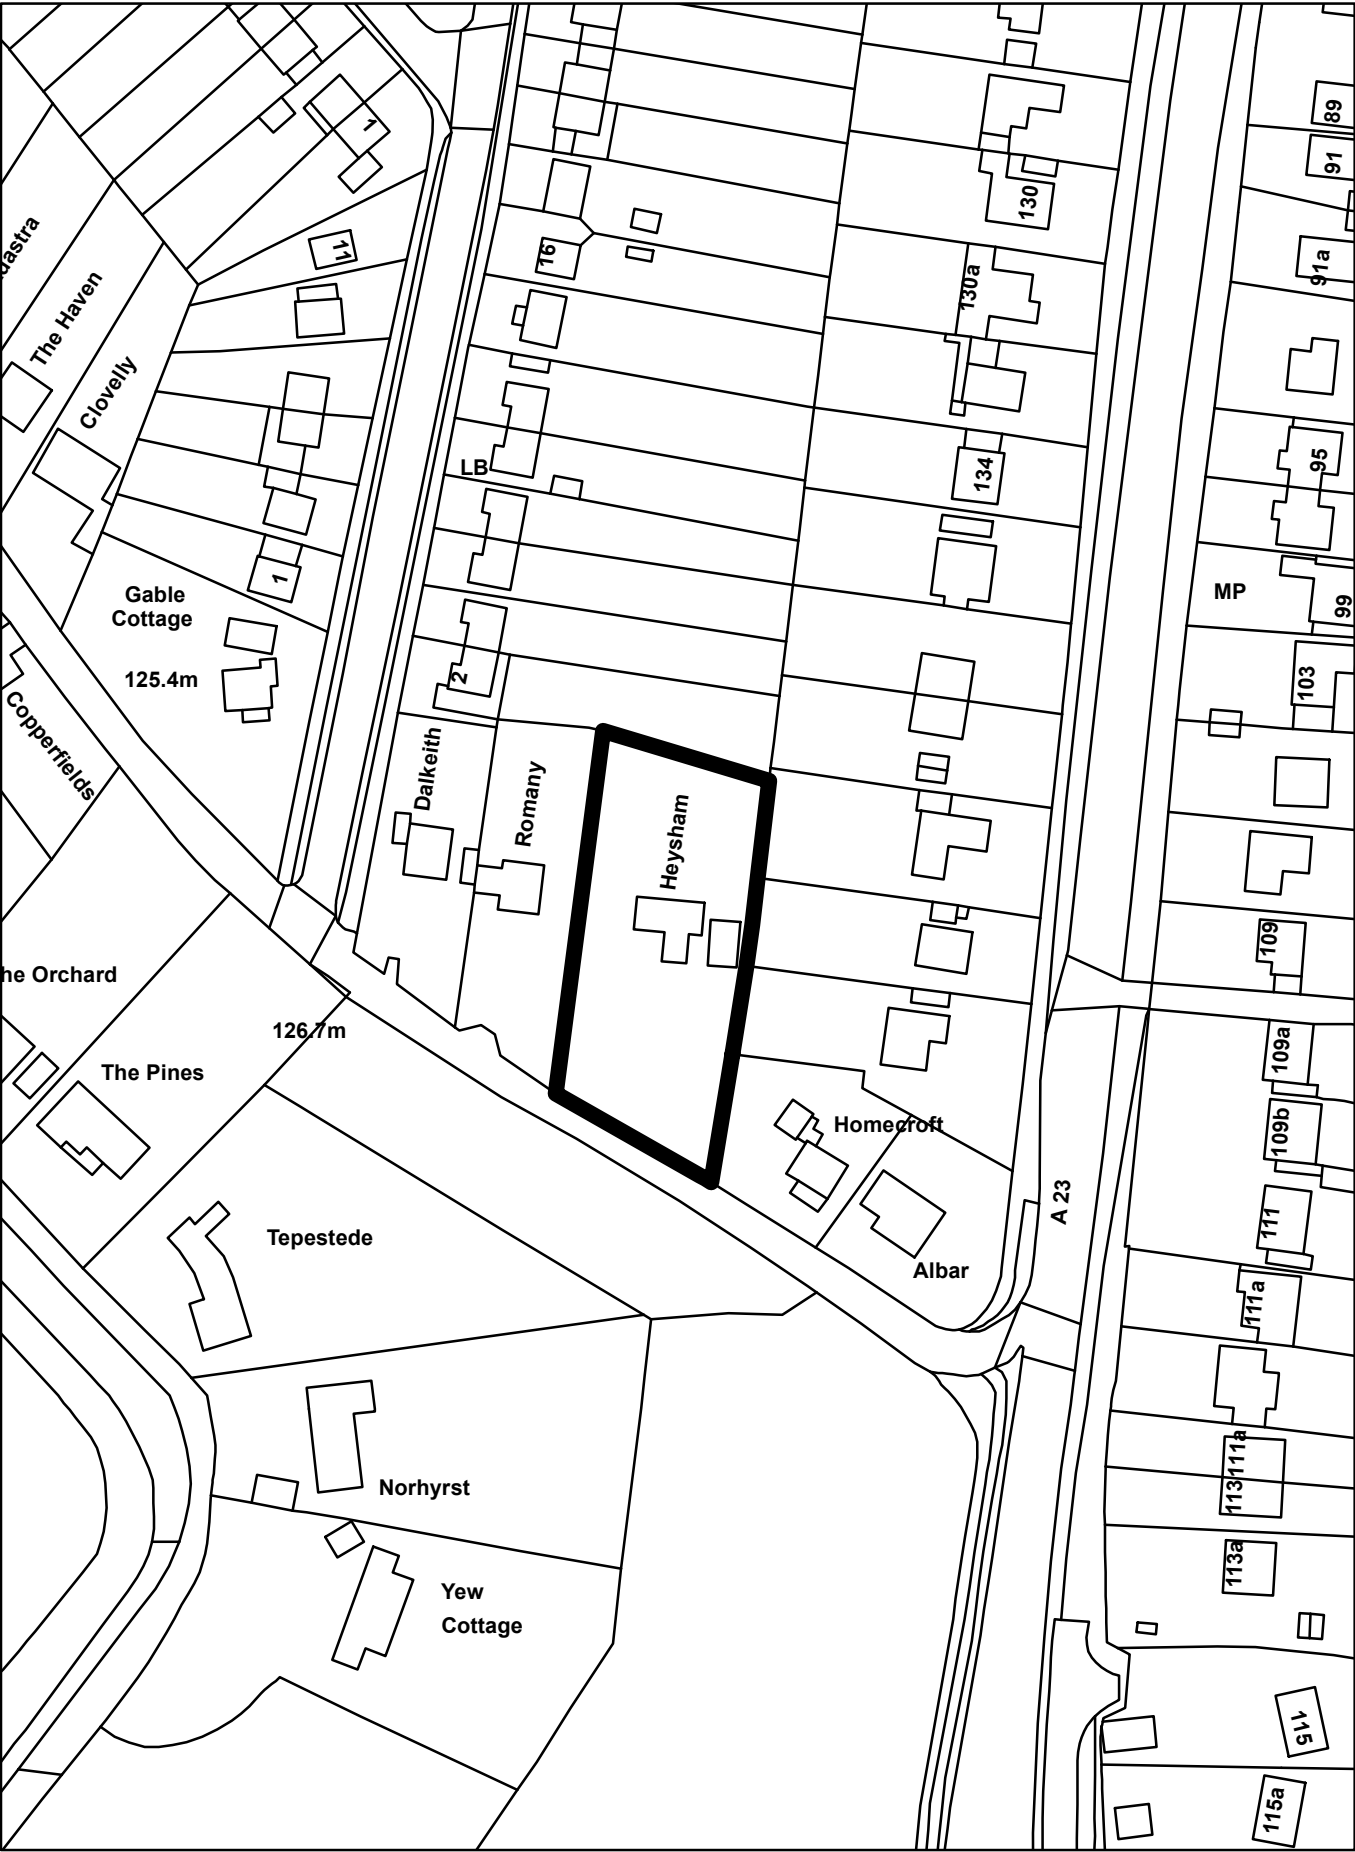 1
89
91
130
dastra
11
16
The Haven
91a
130a
Clovelly
LB
134
95
1
Gable
Cottage
MP
99
125.4m
2
103
Copperfields
Dalkeith
Romany
Heysham
109
he Orchard
126.7m
The Pines
109a
Homecroft
109b
A 23
111
Tepestede
Albar
111a
111a
113
Norhyrst
113a
Yew
Cottage
115
115a